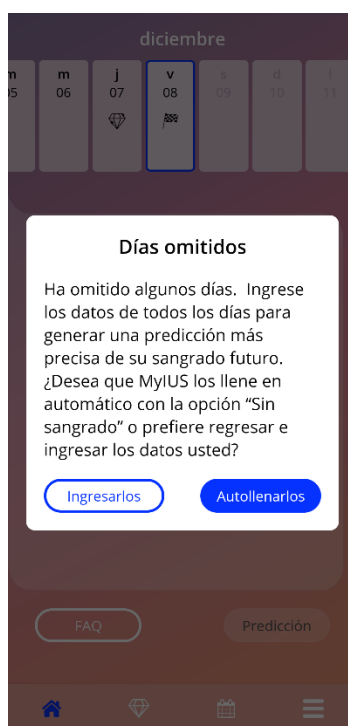 diciembre
m m j v s d l
05 06 07 08 09 10 11
Días omitidos
Ha omitido algunos días. Ingrese
los datos de todos los días para
generar una predicción más
precisa de su sangrado futuro.
¿Desea que MyIUS los llene en
automático con la opción “Sin
sangrado” o prefiere regresar e
ingresar los datos usted?
Ingresarlos Autollenarlos
FAQ Predicción